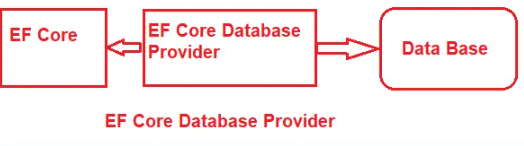 EF Core
EF Core Database
Provider
Data Base
EF Core Database Provider